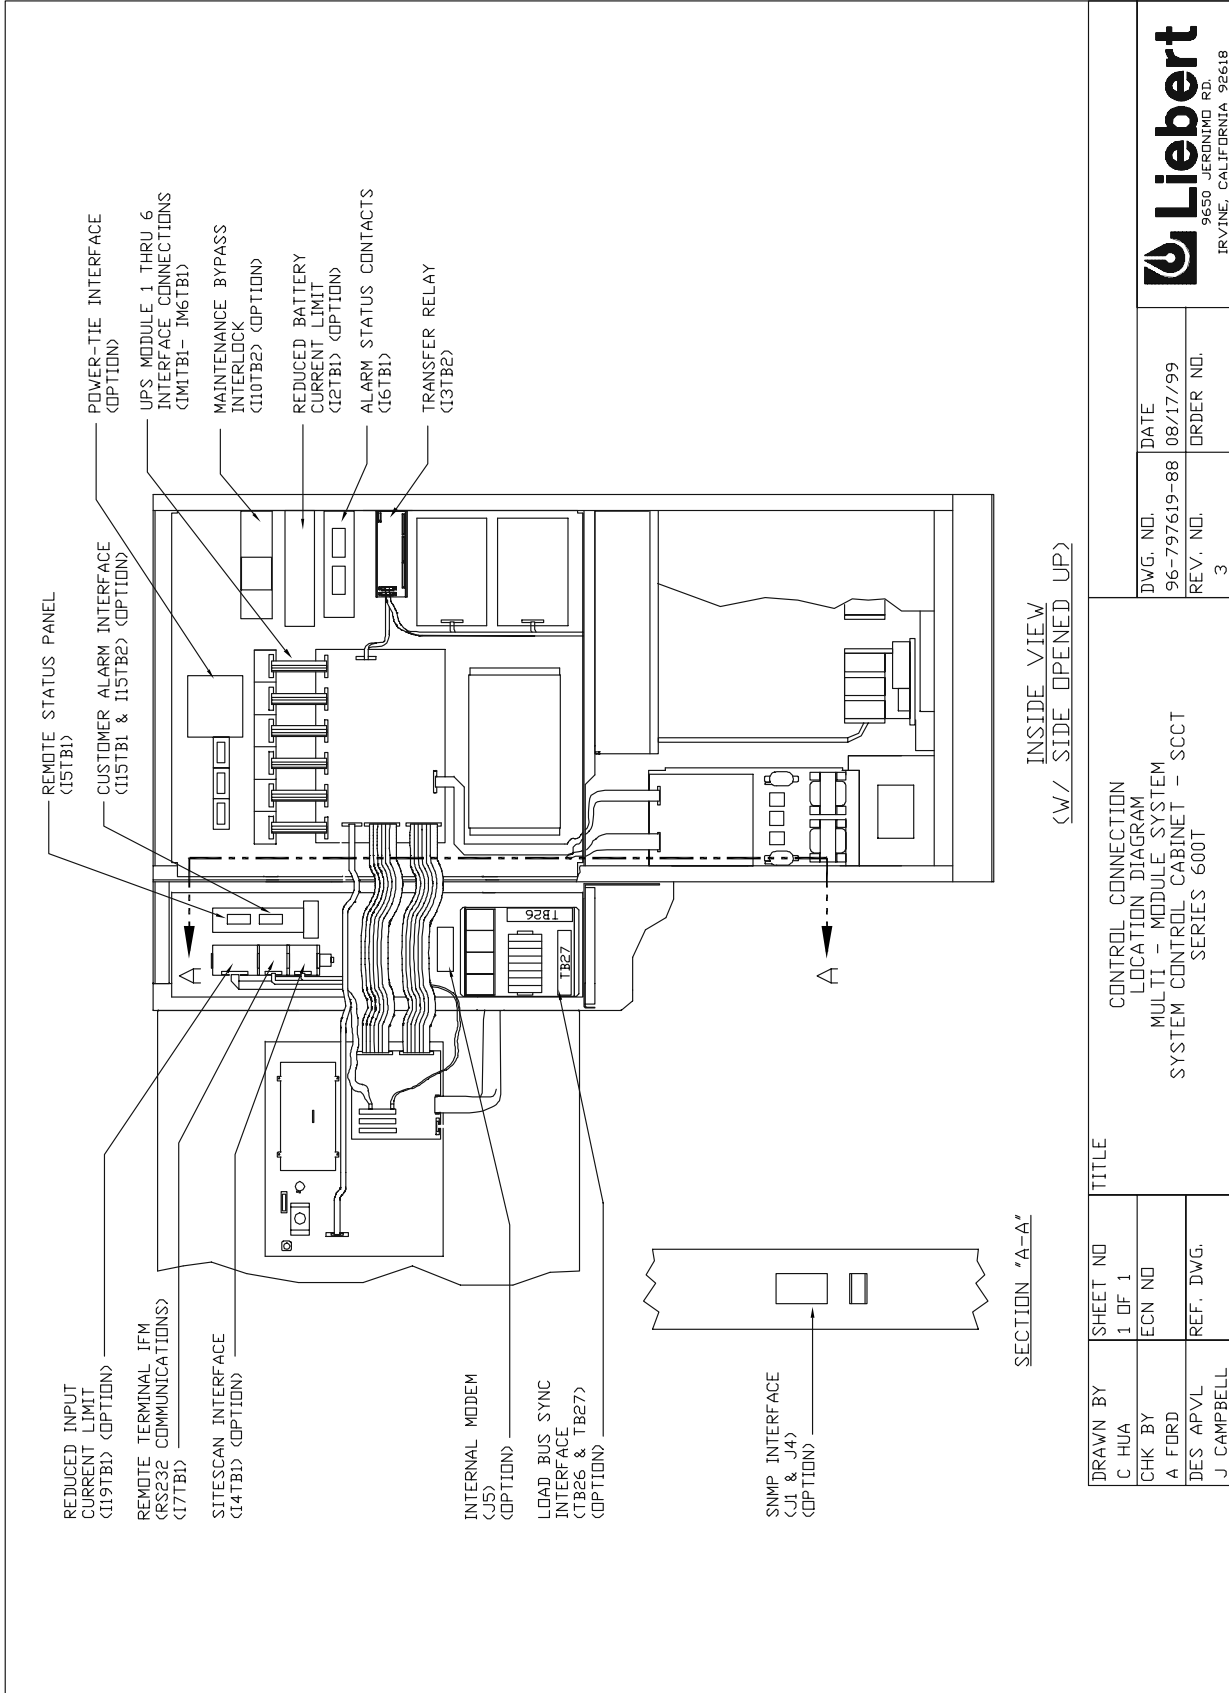 REMOTE STATUS PANEL
(I5TB1)
CUSTOMER ALARM INTERFACE
(I15TB1 & I15TB2) (OPTION)
POWER-TIE INTERFACE
(OPTION)
UPS MODULE 1 THRU 6
INTERFACE CONNECTIONS
(IM1TB1- IM6TB1)
MAINTENANCE BYPASS
INTERLOCK
(I10TB2) (OPTION)
REDUCED BATTERY
CURRENT LIMIT
(I2TB1) (OPTION)
ALARM STATUS CONTACTS
(I6TB1)
TRANSFER RELAY
(I3TB2)
REDUCED INPUT
CURRENT LIMIT
(I19TB1) (OPTION)
REMOTE TERMINAL IFM
(RS232 COMMUNICATIONS)
(I7TB1)
SITESCAN INTERFACE
(I4TB1) (OPTION)
INTERNAL MODEM
(J5)
(OPTION)
LOAD BUS SYNC
INTERFACE
(TB26 & TB27)
(OPTION)
SNMP INTERFACE
(J1 & J4)
(OPTION)
A
A
TB26
TB27
SECTION "A-A"
INSIDE VIEW
(W/ SIDE OPENED UP)
DRAWN BY
C HUA
CHK BY
A FORD
DES APVL
J CAMPBELL
SHEET NO
1 OF 1
ECN NO
REF. DWG.
TITLE
CONTROL CONNECTION
LOCATION DIAGRAM
MULTI - MODULE SYSTEM
SYSTEM CONTROL CABINET - SCCT
SERIES 600T
DWG. NO.
96-797619-88
REV. NO.
3
DATE
08/17/99
ORDER NO.
Liebert
9650 JERONIMO RD.
IRVINE, CALIFORNIA 92618